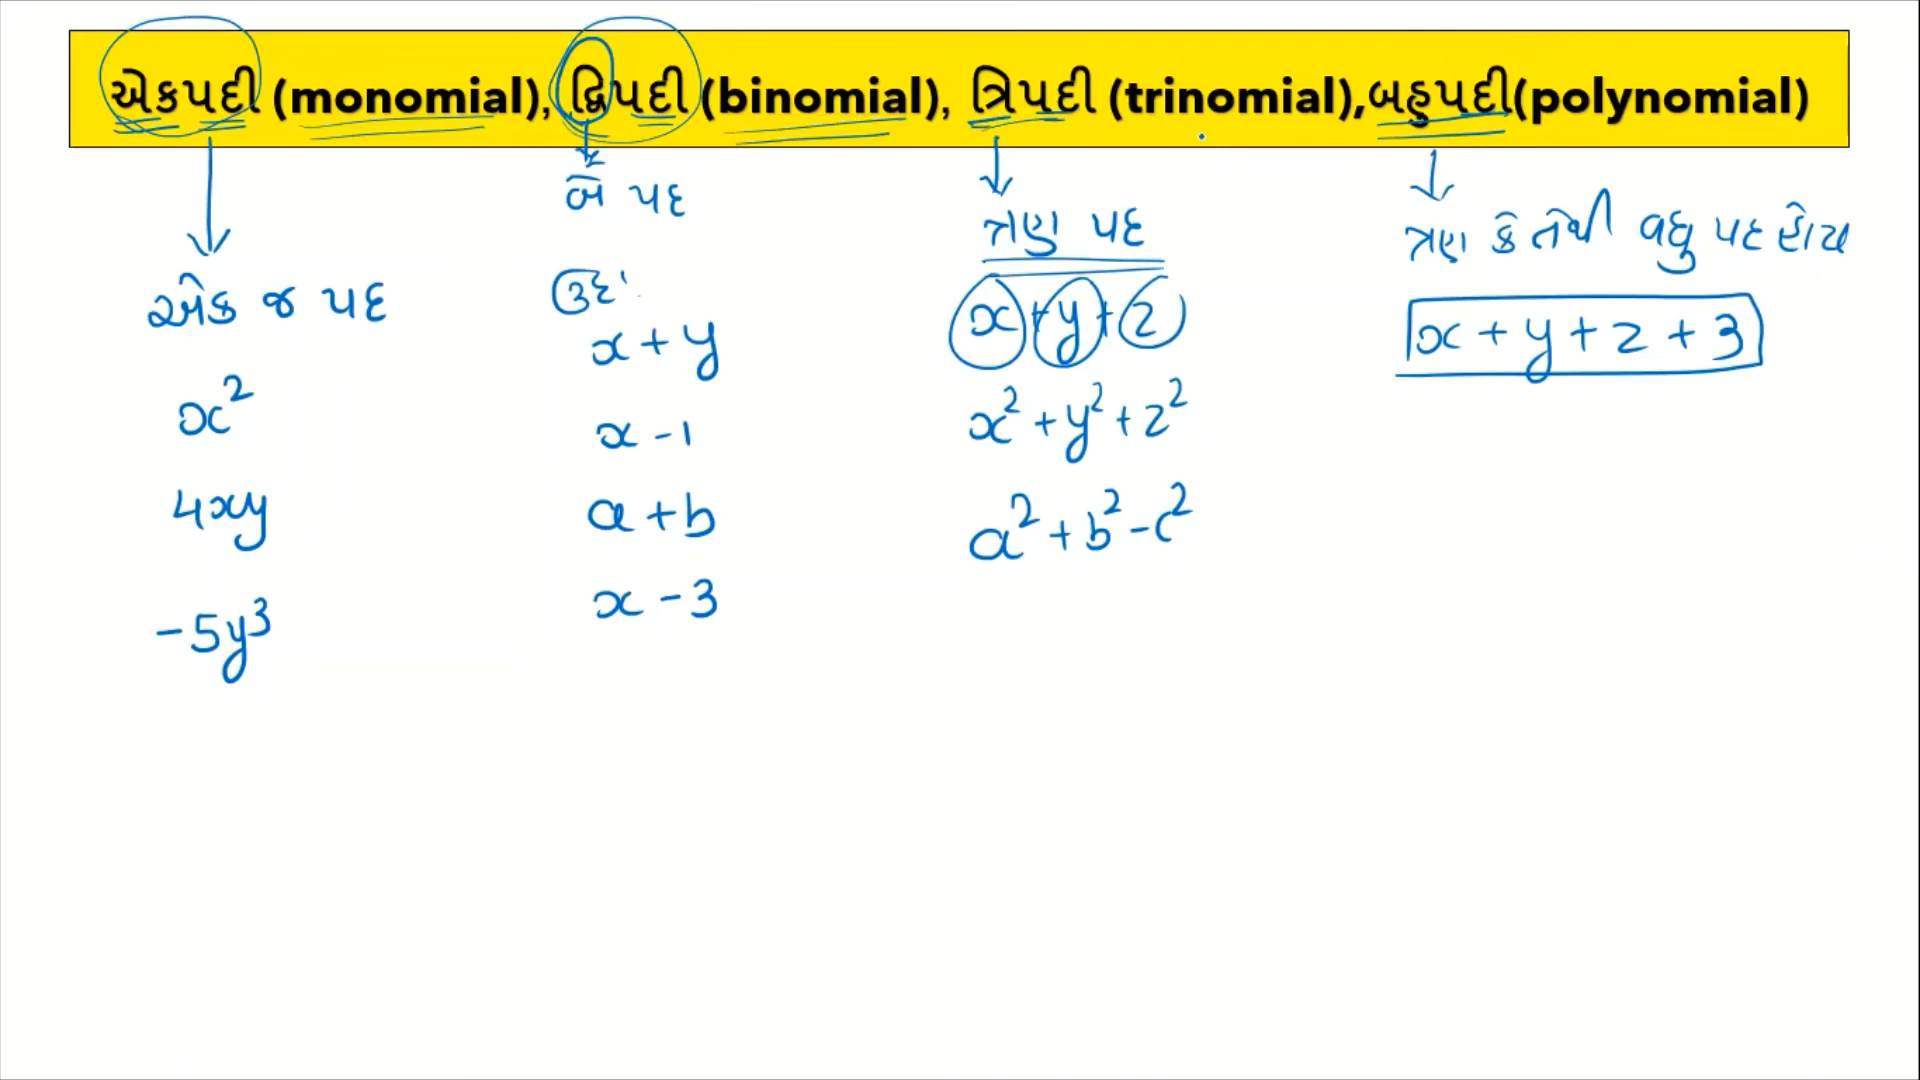 એકપદી (monomial), દ્વિપદી (binomial), ત્રિપદી (trinomial),બહુપદી(polynomial)
એક જ પદ
x²
4xy
-5y³
બે પદ
ઉદા
x + y
x - 1
a + b
x - 3
ત્રણ પદ
x + y + z
x² + y² + z²
a² + b² - c²
ત્રણ કે તેથી વધુ પદ હોય
x + y + z + 3